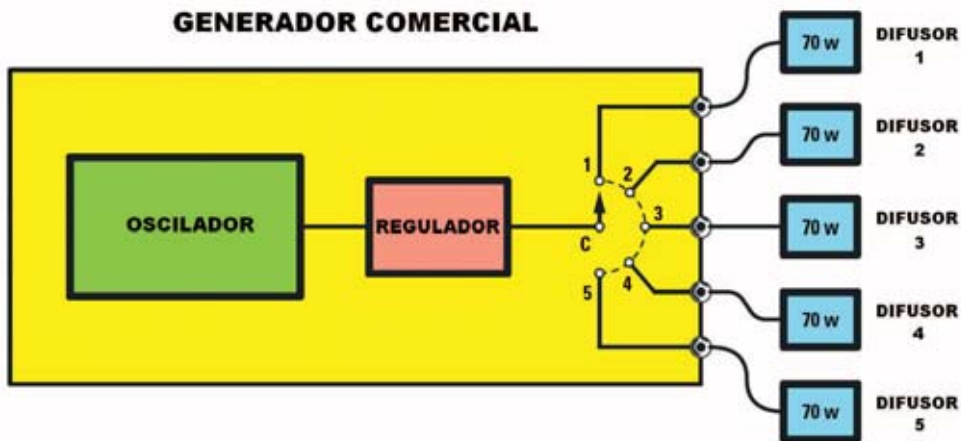 GENERADOR COMERCIAL
70 w
DIFUSOR
1
70 w
DIFUSOR
2
1
2
OSCILADOR
REGULADOR
C
3
70 w
DIFUSOR
3
5
4
70 w
DIFUSOR
4
70 w
DIFUSOR
5